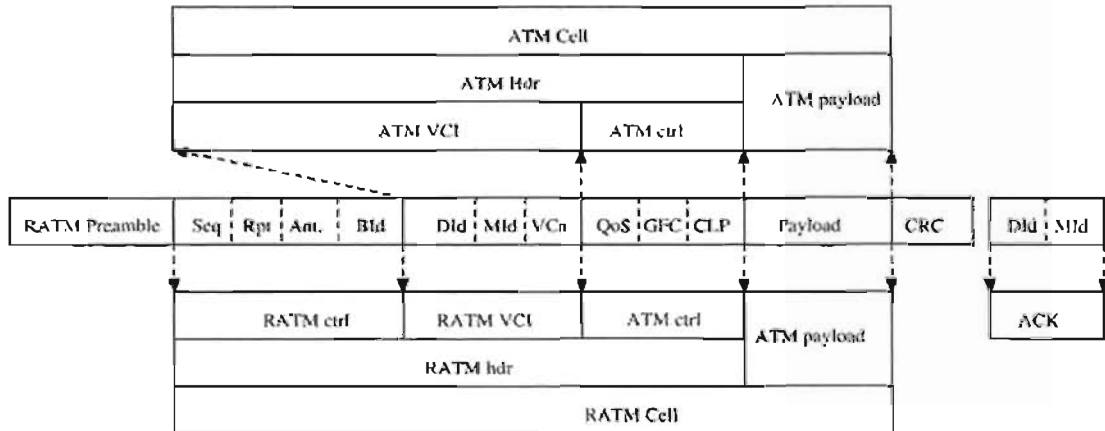 ATM Cell
ATM Hdr
ATM payload
ATM VCI
ATM ctrl
RATM Preamble Seq Rpt Ant. BId DId MId VCn QoS GFC CLP Payload CRC DId MId
RATM ctrl RATM VCI ATM ctrl ACK
ATM payload
RATM hdr
RATM Cell